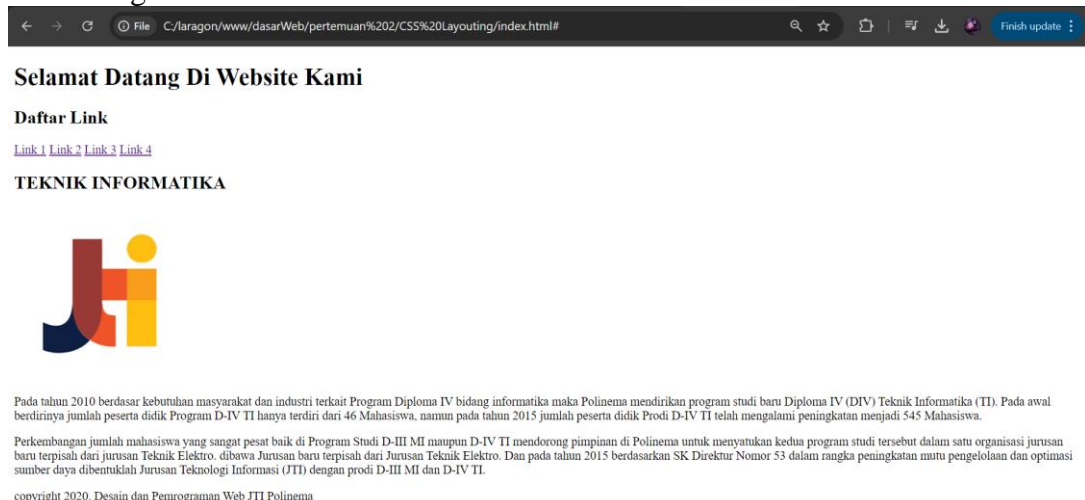 File C:/laragon/www/dasarWeb/pertemuan%202/CSS%20Layouting/index.html# Finish update
Selamat Datang Di Website Kami
Daftar Link
Link 1 Link 2 Link 3 Link 4
TEKNIK INFORMATIKA
JTi
Pada tahun 2010 berdasar kebutuhan masyarakat dan industri terkait Program Diploma IV bidang informatika maka Polinema mendirikan program studi baru Diploma IV (DIV) Teknik Informatika (TI). Pada awal
berdirinya jumlah peserta didik Program D-IV TI hanya terdiri dari 46 Mahasiswa, namun pada tahun 2015 jumlah peserta didik Prodi D-IV TI telah mengalami peningkatan menjadi 545 Mahasiswa.
Perkembangan jumlah mahasiswa yang sangat pesat baik di Program Studi D-III MI maupun D-IV TI mendorong pimpinan di Polinema untuk menyatukan kedua program studi tersebut dalam satu organisasi jurusan
baru terpisah dari jurusan Teknik Elektro. dibawa Jurusan baru terpisah dari Jurusan Teknik Elektro. Dan pada tahun 2015 berdasarkan SK Direktur Nomor 53 dalam rangka peningkatan mutu pengelolaan dan optimasi
sumber daya dibentuklah Jurusan Teknologi Informasi (JTI) dengan prodi D-III MI dan D-IV TI.
copyright 2020. Desain dan Pemrograman Web JTI Polinema